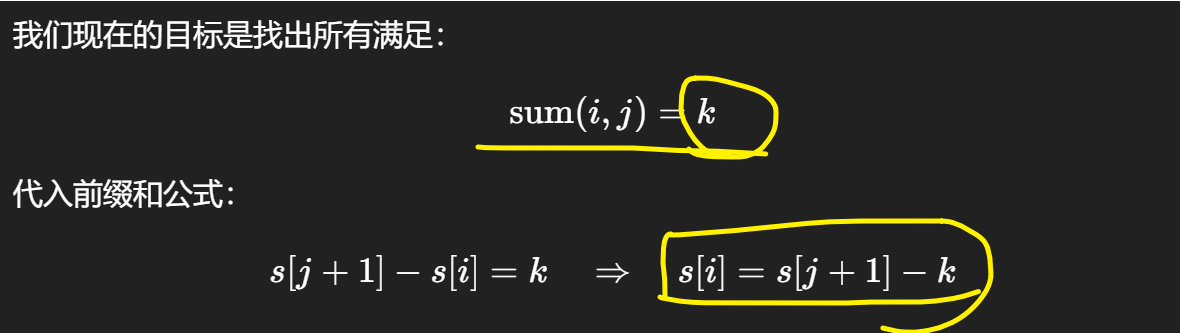 我们现在的目标是找出所有满足：
sum(i, j) = k
代入前缀和公式：
s[j + 1] − s[i] = k ⇒ s[i] = s[j + 1] − k